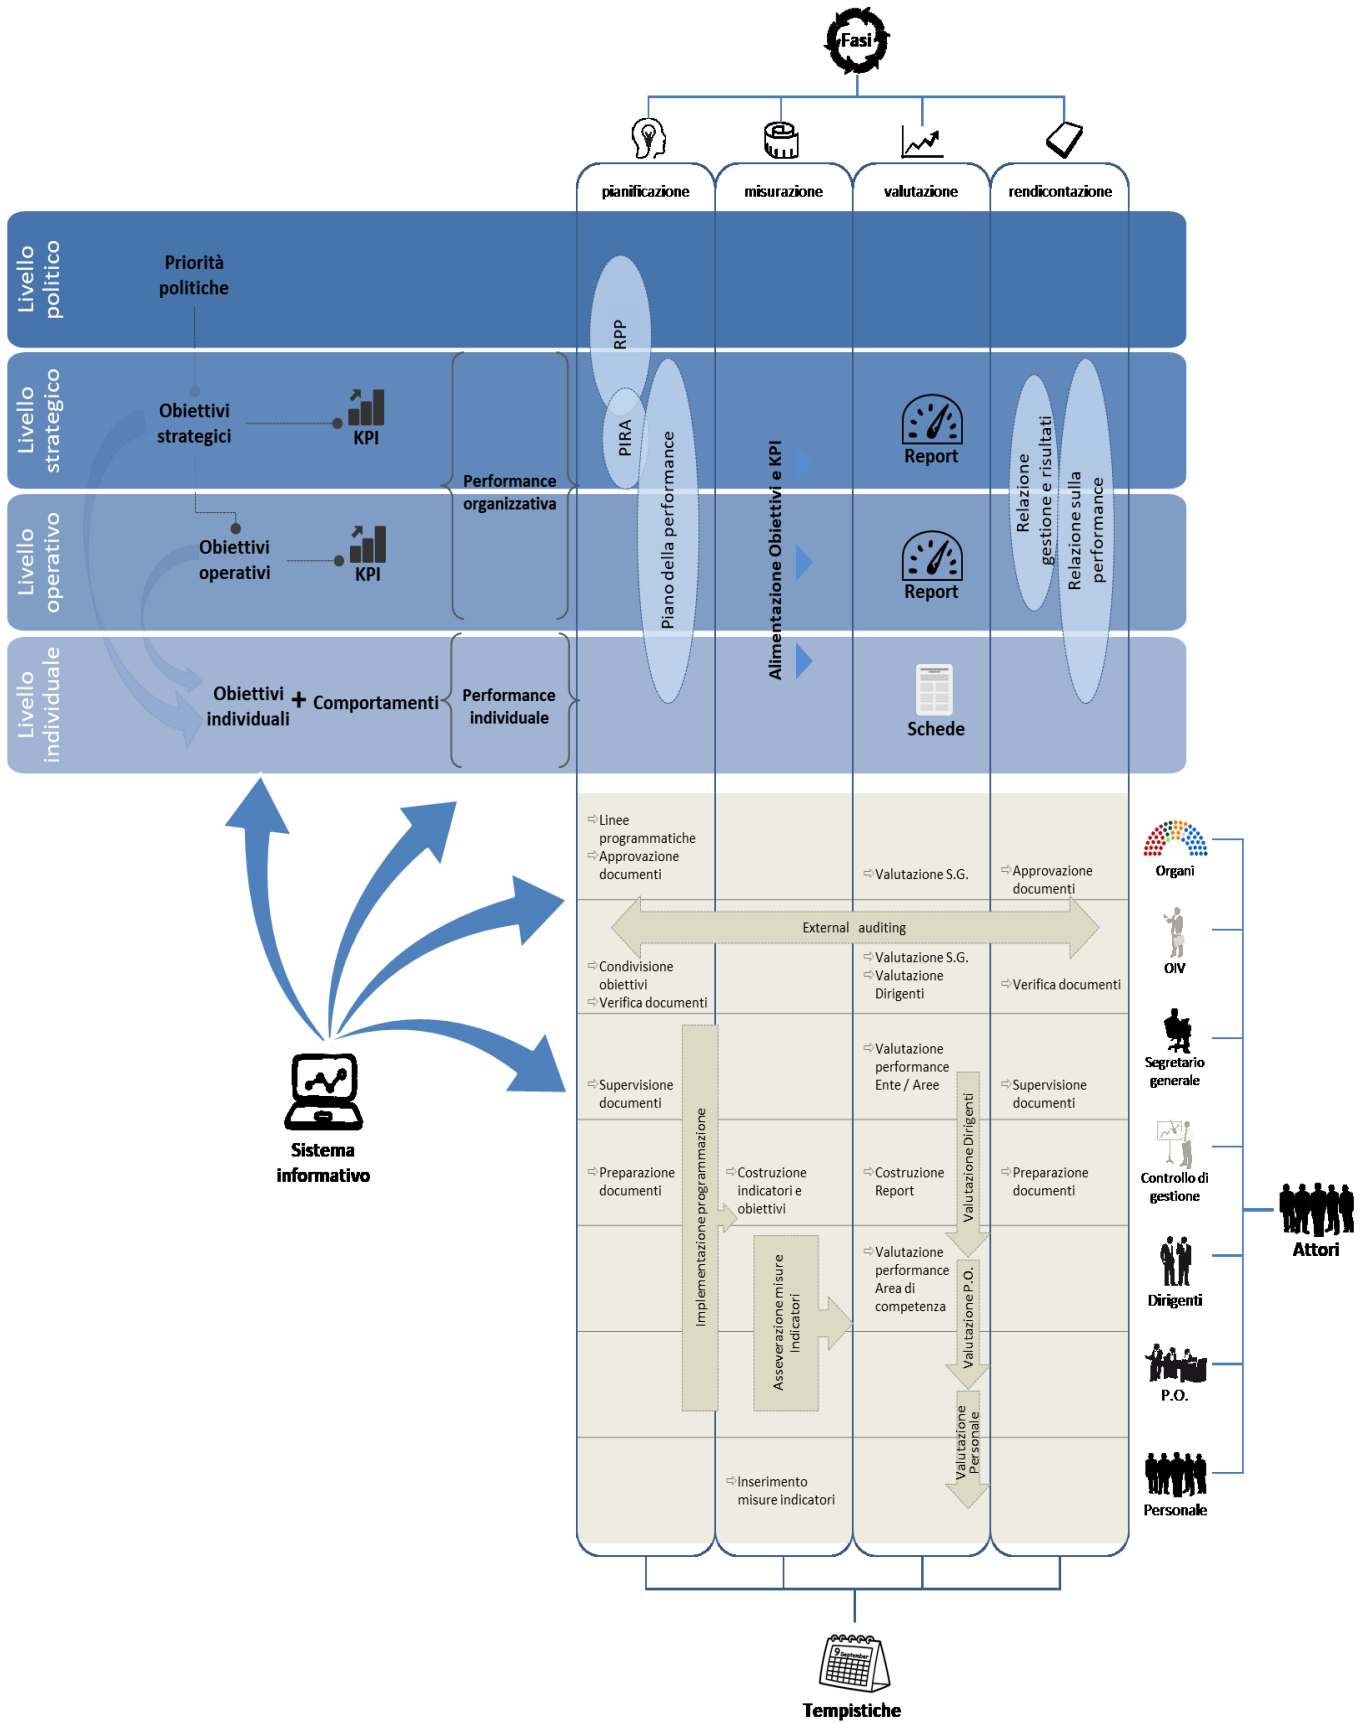 Fasi
pianificazione
misurazione
valutazione
rendicontazione
Livello
politico
Priorità
politiche
RPP
Livello
strategico
Obiettivi
strategici
KPI
PIRA
Report
Performance
organizzativa
Piano della performance
Alimentazione Obiettivi e KPI
Relazione
gestione e risultati
Relazione sulla
performance
Livello
operativo
Obiettivi
operativi
KPI
Report
Livello
individuale
Obiettivi
individuali
+
Comportamenti
Performance
individuale
Schede
⇨Linee
programmatiche
⇨Approvazione
documenti
⇨Valutazione S.G.
⇨Approvazione
documenti
Organi
External auditing
⇨Condivisione
obiettivi
⇨Verifica documenti
⇨Valutazione S.G.
⇨Valutazione
Dirigenti
⇨Verifica documenti
OIV
⇨Supervisione
documenti
⇨Valutazione
performance
Ente / Aree
⇨Supervisione
documenti
Segretario
generale
Implementazione programmazione
Valutazione Dirigenti
⇨Preparazione
documenti
⇨Costruzione
indicatori e
obiettivi
⇨Costruzione
Report
⇨Preparazione
documenti
Controllo di
gestione
Sistema
informativo
Attori
Asseverazione misure
Indicatori
⇨Valutazione
performance
Area di
competenza
Valutazione P.O.
Dirigenti
P.O.
Valutazione
Personale
⇨Inserimento
misure indicatori
Personale
9 September
Tempistiche